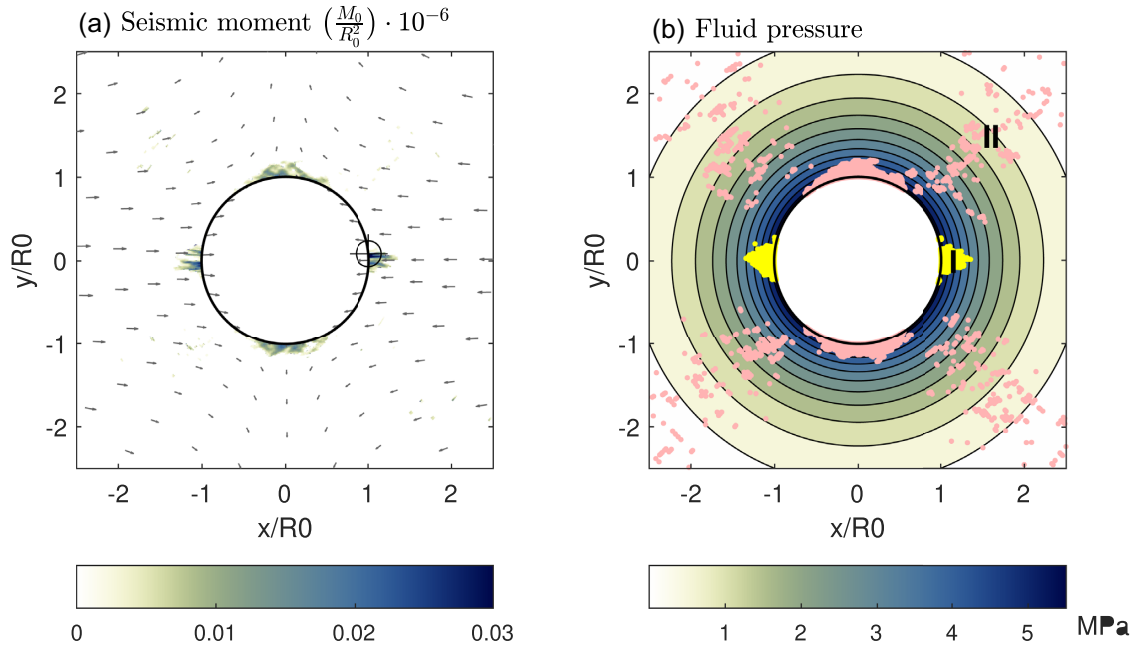 (a) Seismic moment (M₀/R₀²) · 10⁻⁶
2
1
0
-1
-2
y/R0
-2 -1 0 1 2
x/R0
0 0.01 0.02 0.03
(b) Fluid pressure
2
1
0
-1
-2
y/R0
II
I
-2 -1 0 1 2
x/R0
1 2 3 4 5 MPa